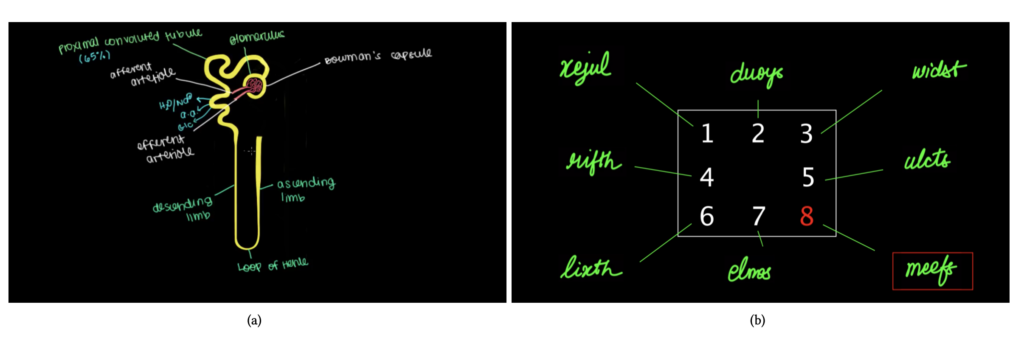 proximal convoluted tubule
(65%)
glomerulus
Bowman's capsule
afferent
arteriole
H2O/Na+
a.a
Glc
efferent
arteriole
descending
limb
ascending
limb
Loop of Henle
(a)
xejul
duoys
widst
1 2 3
rifth
4 5
ulcts
6 7 8
lixth
elmos
meefs
(b)